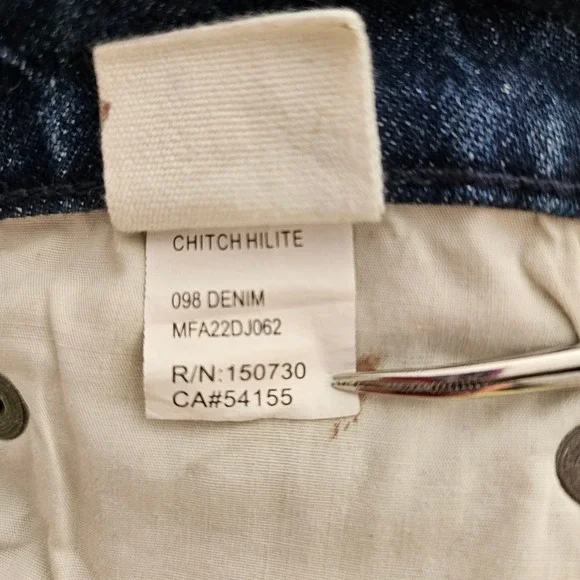 CHITCH HILITE
098 DENIM
MFA22DJ062
R/N:150730
CA#54155